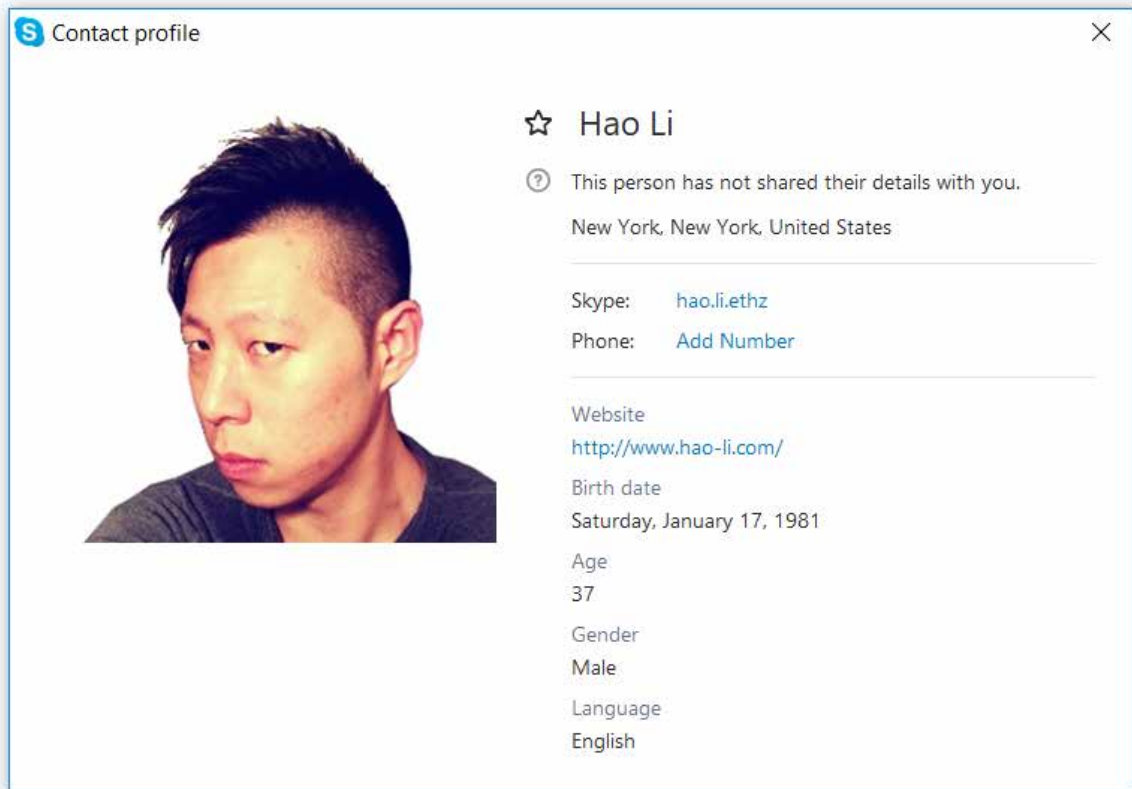 Contact profile
Hao Li
This person has not shared their details with you.
New York, New York, United States
Skype: hao.li.ethz
Phone: Add Number
Website
http://www.hao-li.com/
Birth date
Saturday, January 17, 1981
Age
37
Gender
Male
Language
English